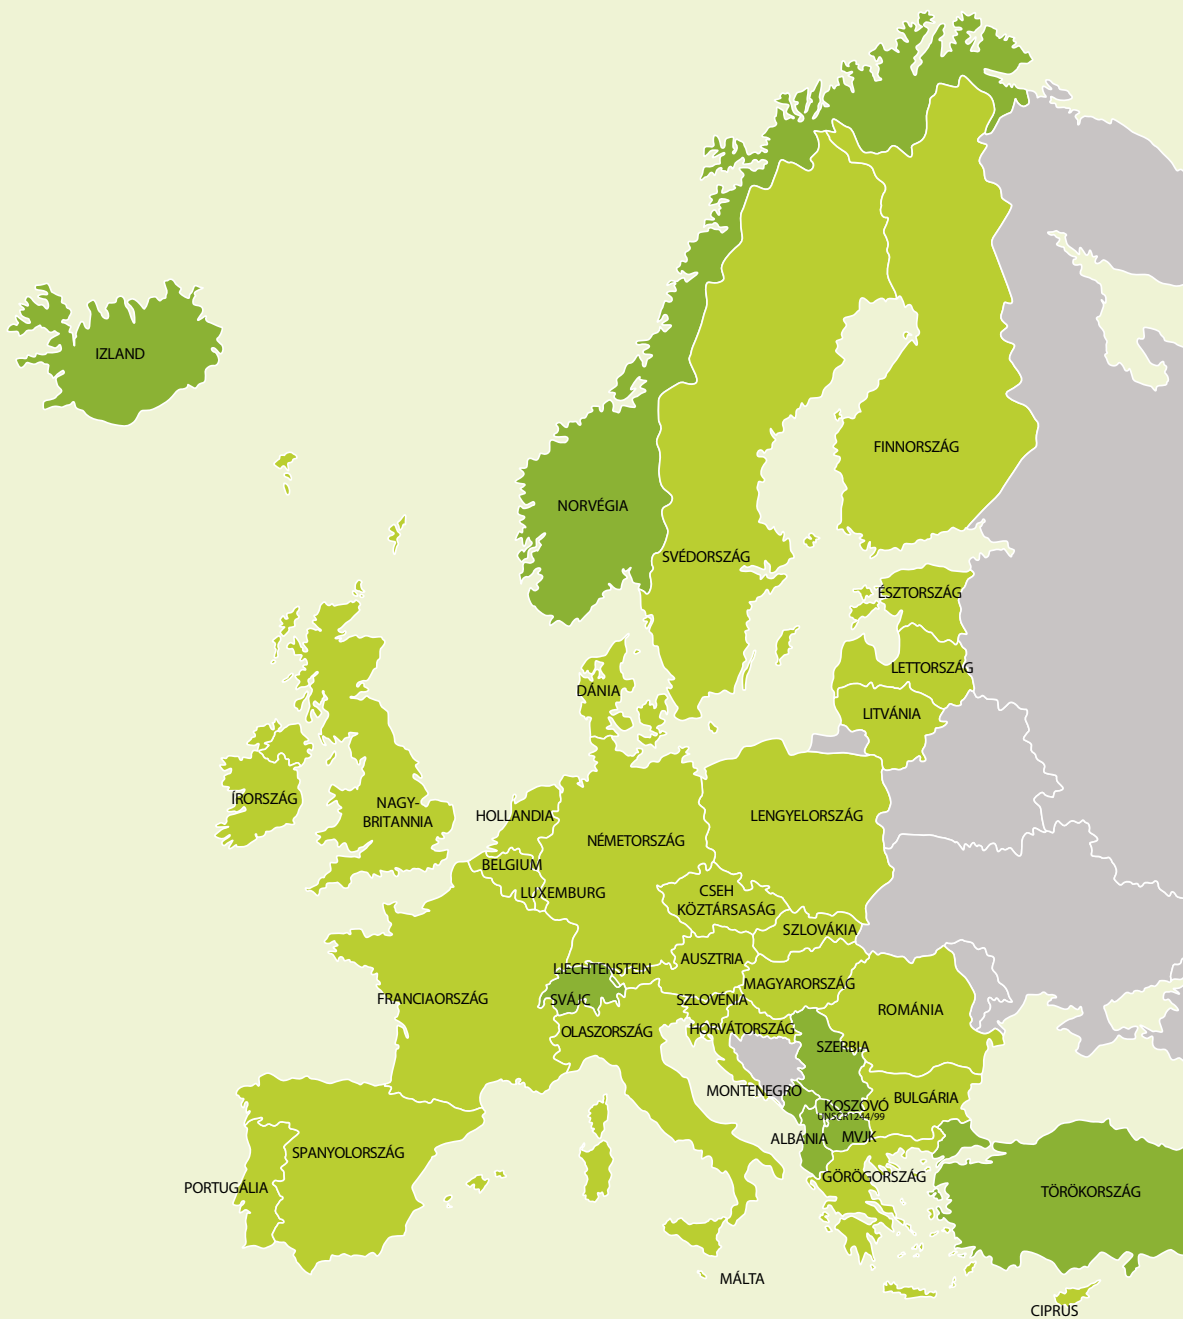 IZLAND
FINNORSZÁG
NORVÉGIA
SVÉDORSZÁG
ÉSZTORSZÁG
LETTORSZÁG
DÁNIA
LITVÁNIA
ÍRORSZÁG
NAGY-
BRITANNIA
HOLLANDIA
LENGYELORSZÁG
NÉMETORSZÁG
BELGIUM
LUXEMBURG
CSEH
KÖZTÁRSASÁG
SZLOVÁKIA
AUSZTRIA
LIECHTENSTEIN
MAGYARORSZÁG
FRANCIAORSZÁG
SVÁJC
SZLOVÉNIA
ROMÁNIA
OLASZORSZÁG
HORVÁTORSZÁG
SZERBIA
MONTENEGRÓ
BULGÁRIA
KOSZOVÓ
UNSCR1244/99
ALBÁNIA
MVJK
SPANYOLORSZÁG
GÖRÖGORSZÁG
PORTUGÁLIA
TÖRÖKORSZÁG
MÁLTA
CIPRUS